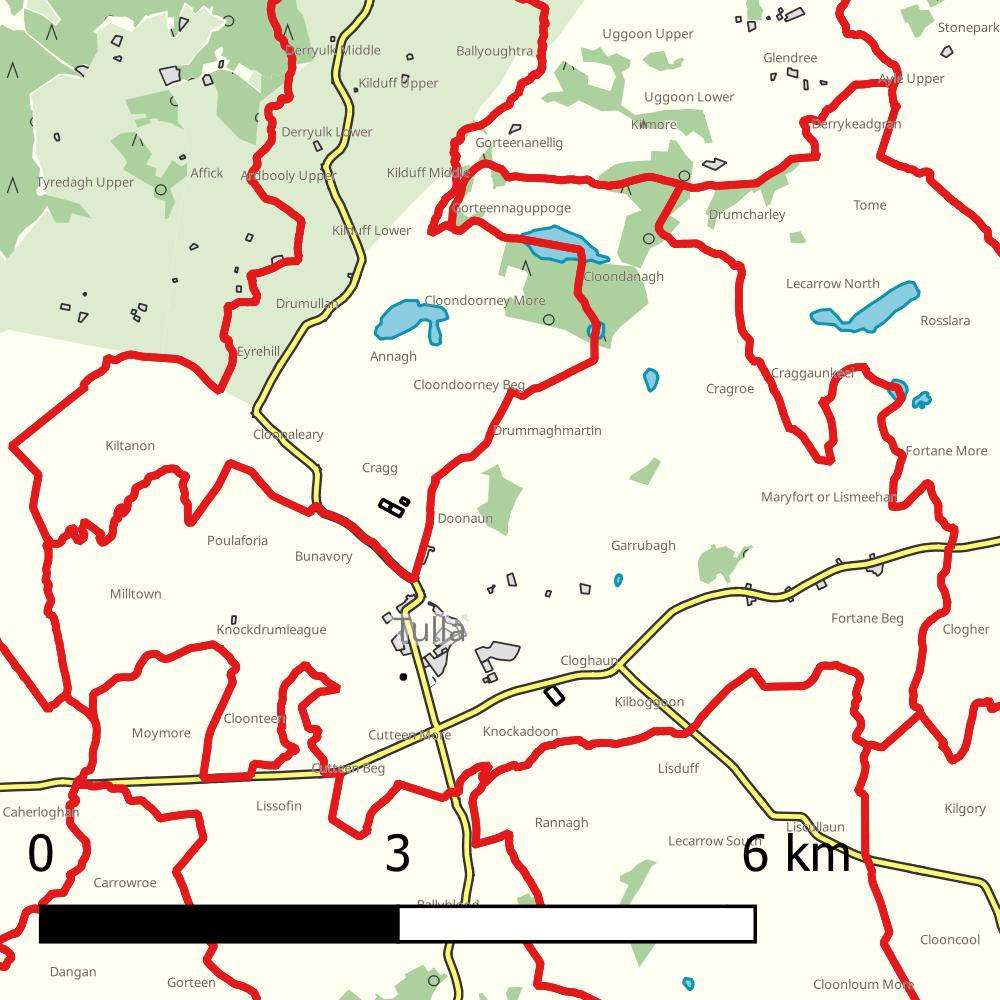 Stonepark
Uggoon Upper
Derryulk Middle
Ballyoughtra
Glendree
Ayle Upper
Kilduff Upper
Uggoon Lower
Derryulk Lower
Kilmore
Derrykeadgran
Gorteenanellig
Affick
Ardbooly Upper
Kilduff Middle
Tyredagh Upper
Gorteennaguppoge
Drumcharley
Tome
Kilduff Lower
Cloondanagh
Lecarrow North
Drumullan
Cloondoorney More
Rosslara
Eyrehill
Annagh
Craggaunkeel
Cloondoorney Beg
Cragroe
Cloonaleary
Drummaghmartin
Kiltanon
Fortane More
Cragg
Maryfort or Lismeehan
Doonaun
Poulaforia
Garrubagh
Bunavory
Milltown
Fortane Beg
Knockdrumleague
Tulla
Clogher
Cloghaun
Kilboggoon
Cloonteen
Moymore
Cutteen More
Knockadoon
Cutteen Beg
Lisduff
Lissofin
Caherloghan
Kilgory
Rannagh
Liscullaun
Lecarrow South
0 3 6 km
Carrowroe
Ballyblood
Clooncool
Dangan
Gorteen
Cloonloum More